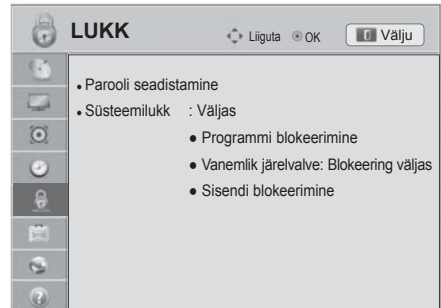 LUKK Liiguta OK Välju
• Parooli seadistamine
• Süsteemilukk : Väljas
● Programmi blokeerimine
● Vanemlik järelvalve: Blokeering väljas
● Sisendi blokeerimine